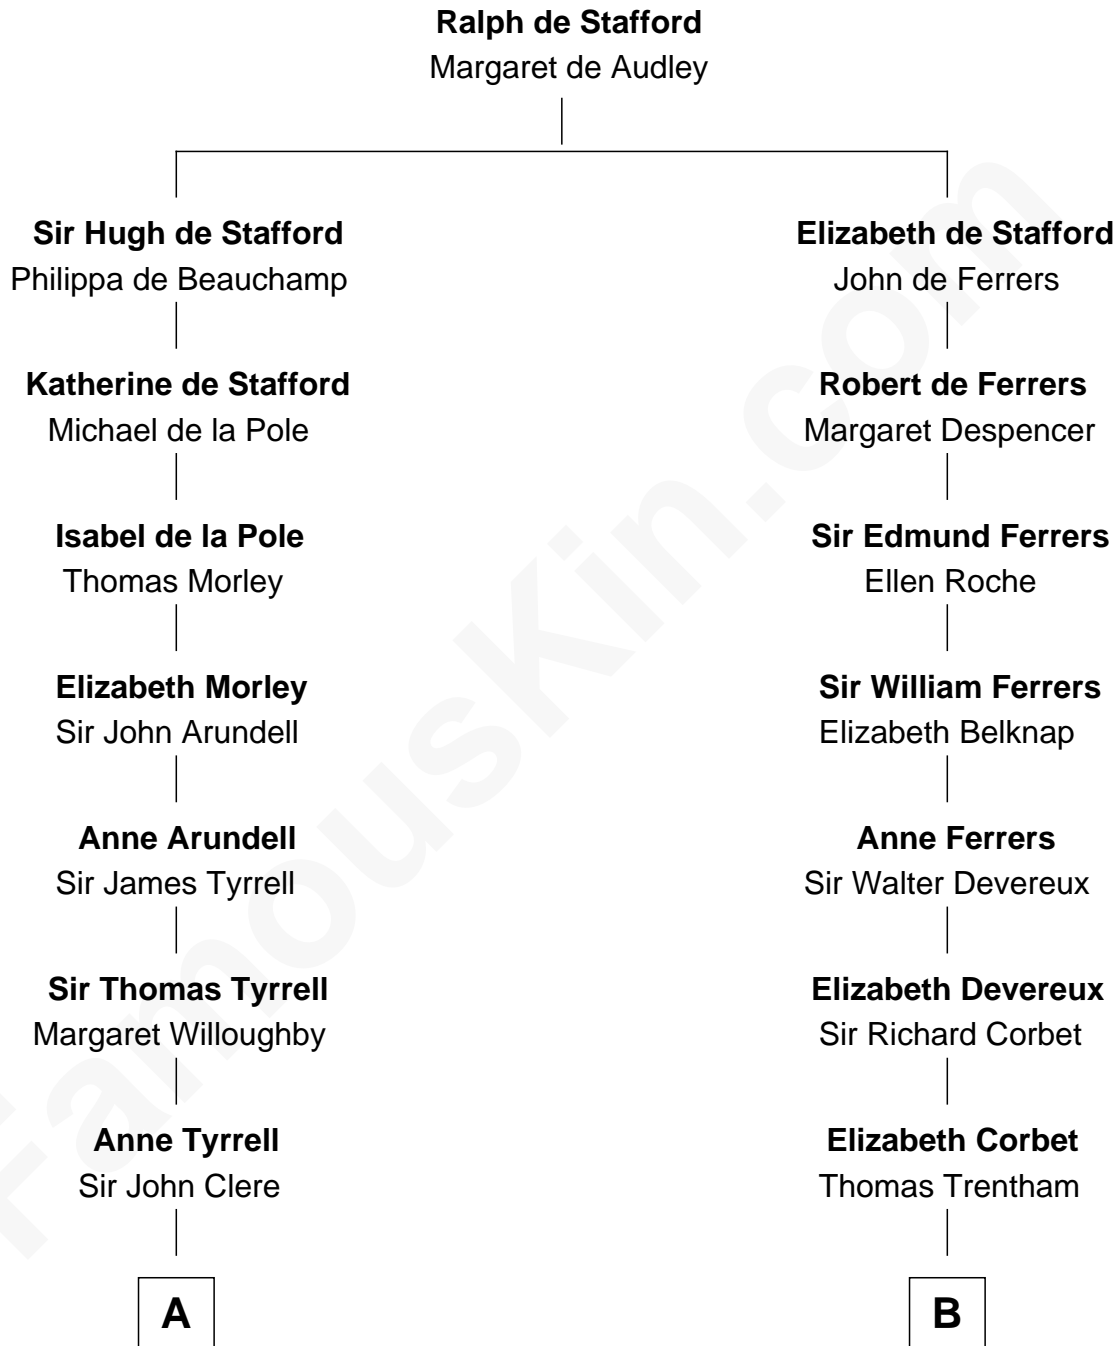 Ralph de Stafford
Margaret de Audley
Sir Hugh de Stafford
Philippa de Beauchamp
Katherine de Stafford
Michael de la Pole
Isabel de la Pole
Thomas Morley
Elizabeth Morley
Sir John Arundell
Anne Arundell
Sir James Tyrrell
Sir Thomas Tyrrell
Margaret Willoughby
Anne Tyrrell
Sir John Clere
A
Elizabeth de Stafford
John de Ferrers
Robert de Ferrers
Margaret Despencer
Sir Edmund Ferrers
Ellen Roche
Sir William Ferrers
Elizabeth Belknap
Anne Ferrers
Sir Walter Devereux
Elizabeth Devereux
Sir Richard Corbet
Elizabeth Corbet
Thomas Trentham
B
FamousKin.com